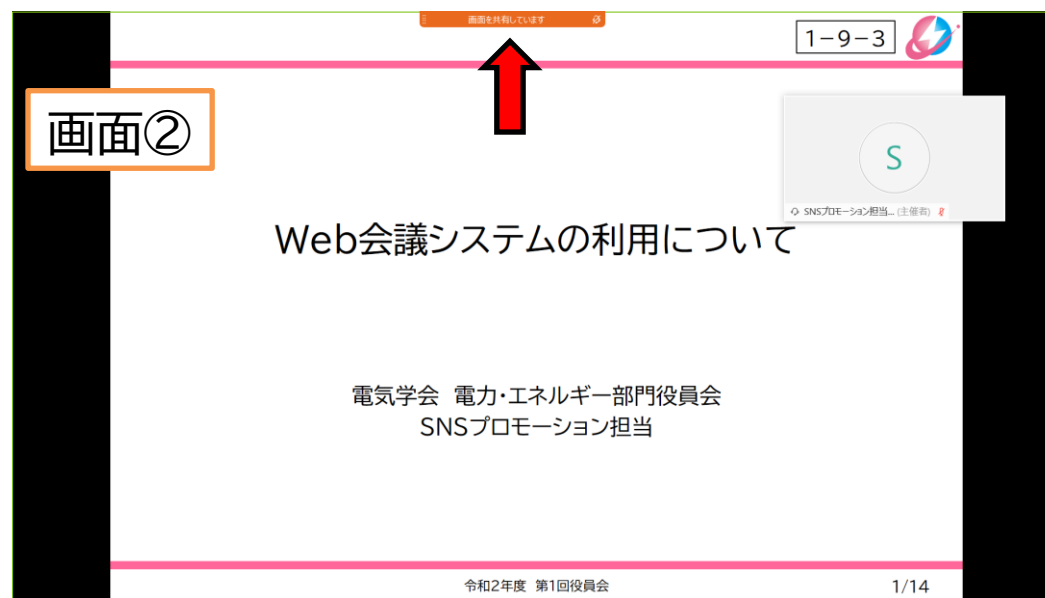 画面を共有しています
1-9-3
画面②
S
SNSプロモーション担当... (主催者)
Web会議システムの利用について
電気学会 電力・エネルギー部門役員会
SNSプロモーション担当
令和2年度 第1回役員会
1/14